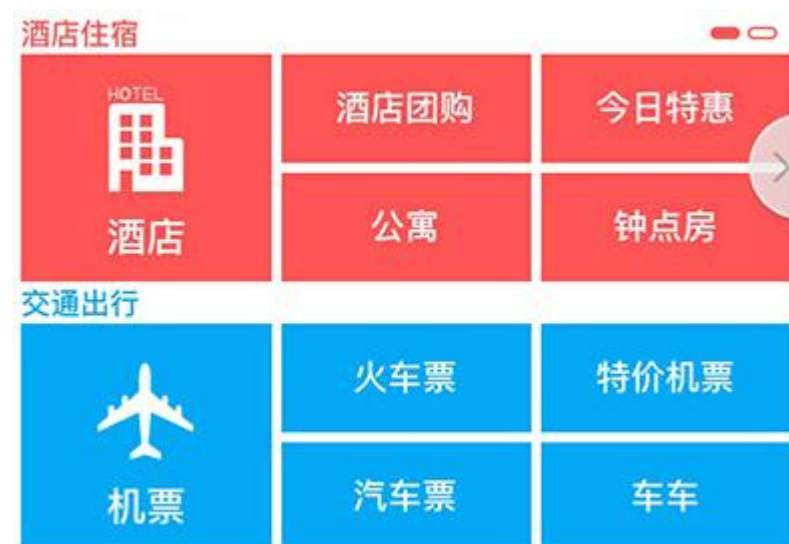 酒店住宿
HOTEL
酒店
酒店团购
今日特惠
公寓
钟点房
交通出行
机票
火车票
特价机票
汽车票
车车